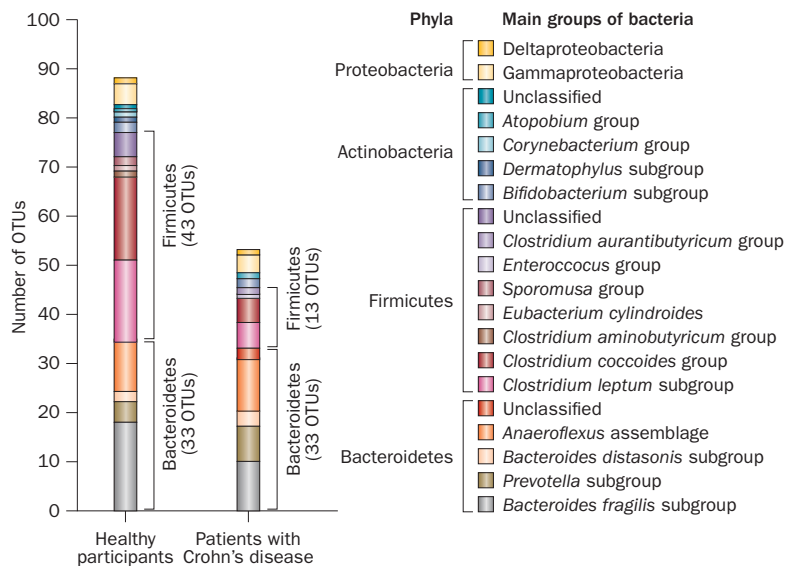 Number of OTUs
100
90
80
70
60
50
40
30
20
10
0
Firmicutes
(43 OTUs)
Bacteroidetes
(33 OTUs)
Firmicutes
(13 OTUs)
Bacteroidetes
(33 OTUs)
Healthy
participants
Patients with
Crohn's disease
Phyla Main groups of bacteria
Proteobacteria
Deltaproteobacteria
Gammaproteobacteria
Actinobacteria
Unclassified
Atopobium group
Corynebacterium group
Dermatophylus subgroup
Bifidobacterium subgroup
Firmicutes
Unclassified
Clostridium aurantibutyricum group
Enteroccocus group
Sporomusa group
Eubacterium cylindroides
Clostridium aminobutyricum group
Clostridium coccoides group
Clostridium leptum subgroup
Bacteroidetes
Unclassified
Anaeroflexus assemblage
Bacteroides distasonis subgroup
Prevotella subgroup
Bacteroides fragilis subgroup